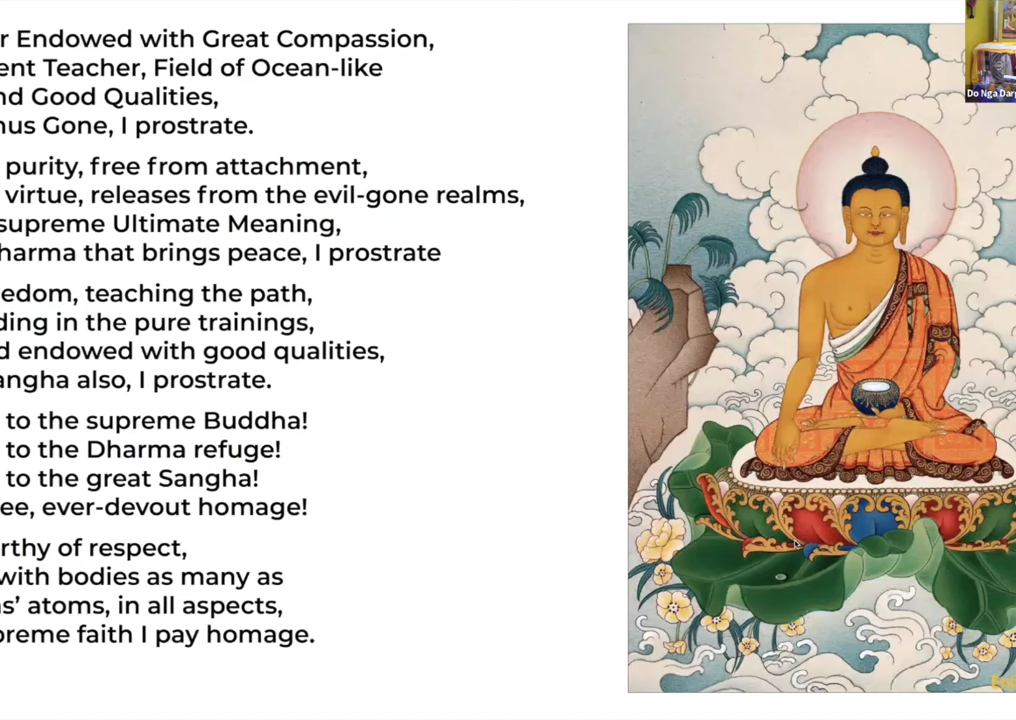 r Endowed with Great Compassion,
ent Teacher, Field of Ocean-like
nd Good Qualities,
hus Gone, I prostrate.
purity, free from attachment,
virtue, releases from the evil-gone realms,
supreme Ultimate Meaning,
harma that brings peace, I prostrate
edom, teaching the path,
ding in the pure trainings,
d endowed with good qualities,
angha also, I prostrate.
to the supreme Buddha!
to the Dharma refuge!
to the great Sangha!
ee, ever-devout homage!
rthy of respect,
with bodies as many as
ms' atoms, in all aspects,
preme faith I pay homage.
Do Nga Darg